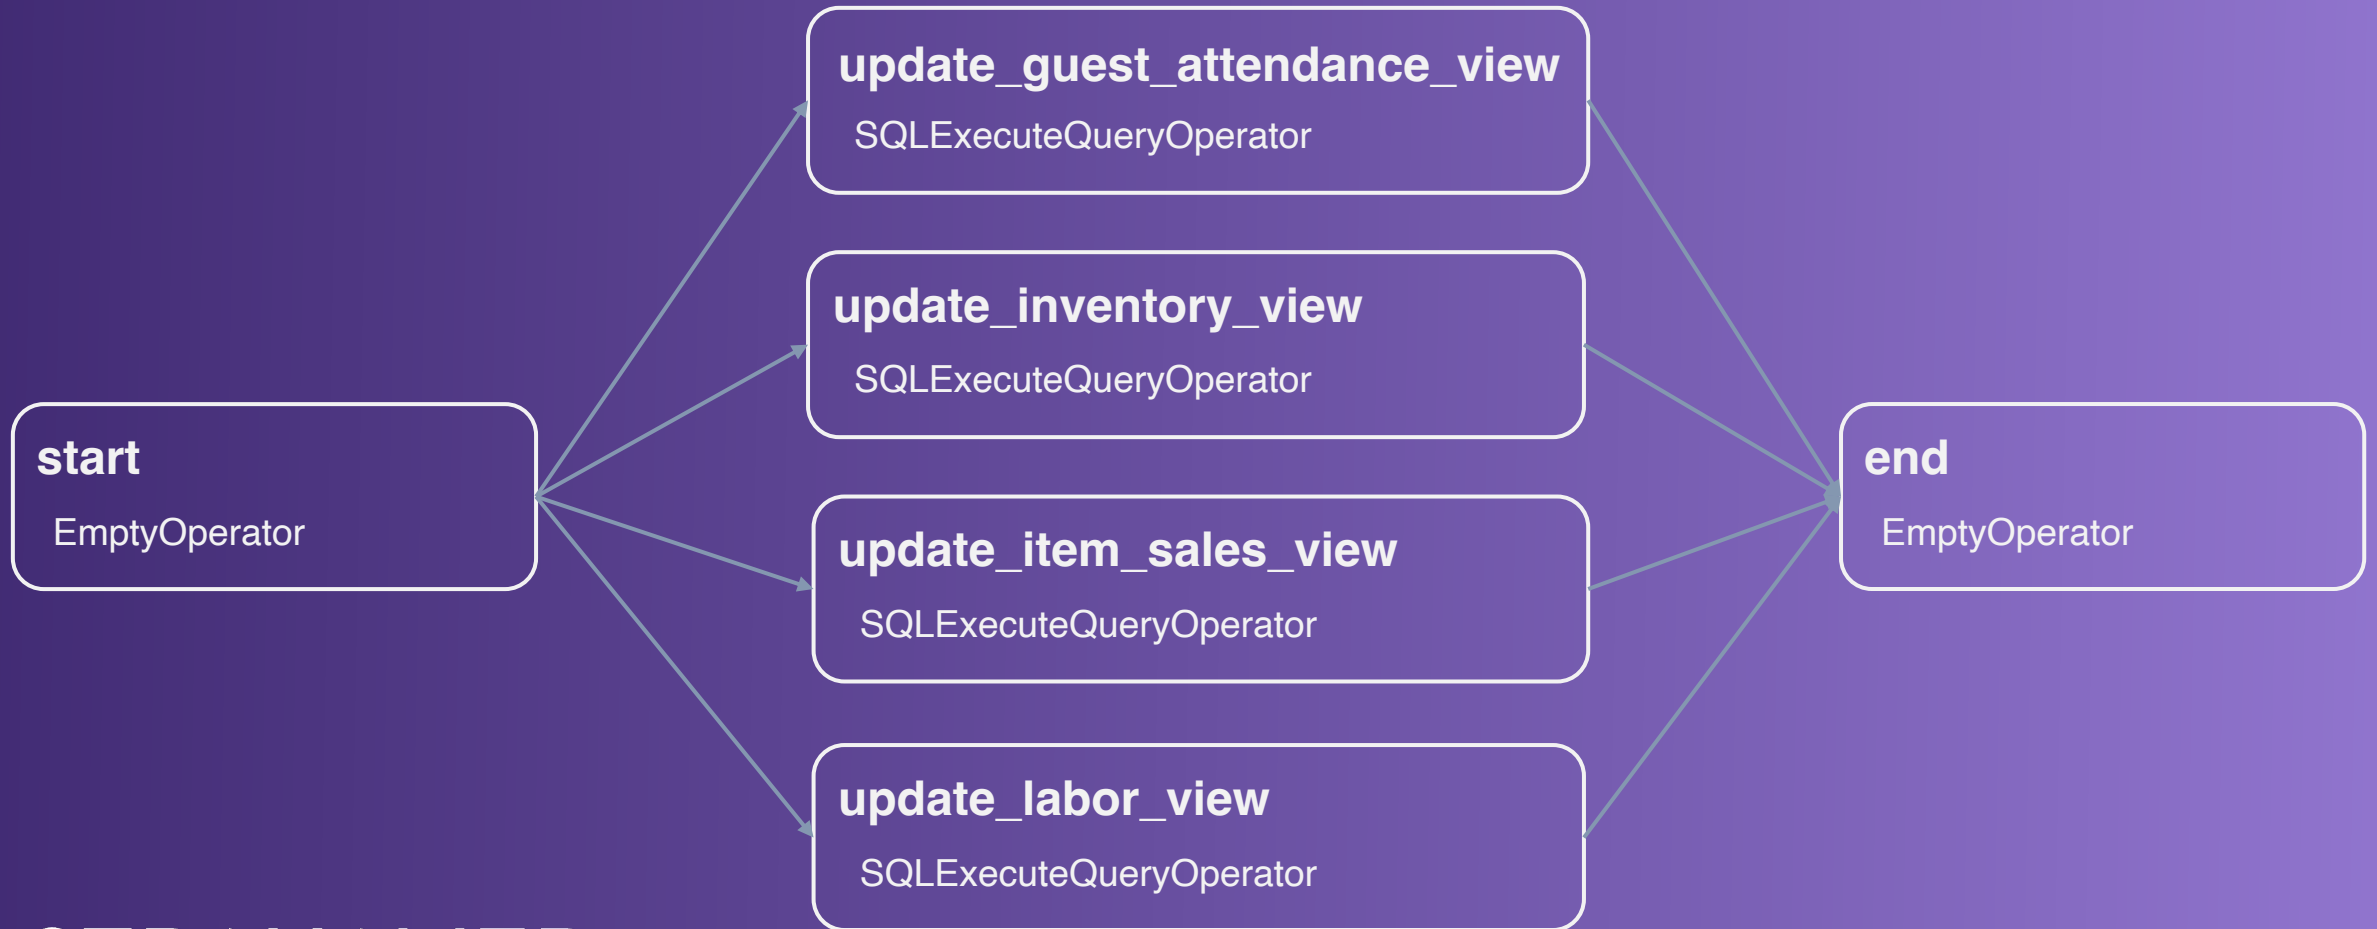 update_guest_attendance_view
SQLExecuteQueryOperator
update_inventory_view
SQLExecuteQueryOperator
start
EmptyOperator
end
EmptyOperator
update_item_sales_view
SQLExecuteQueryOperator
update_labor_view
SQLExecuteQueryOperator